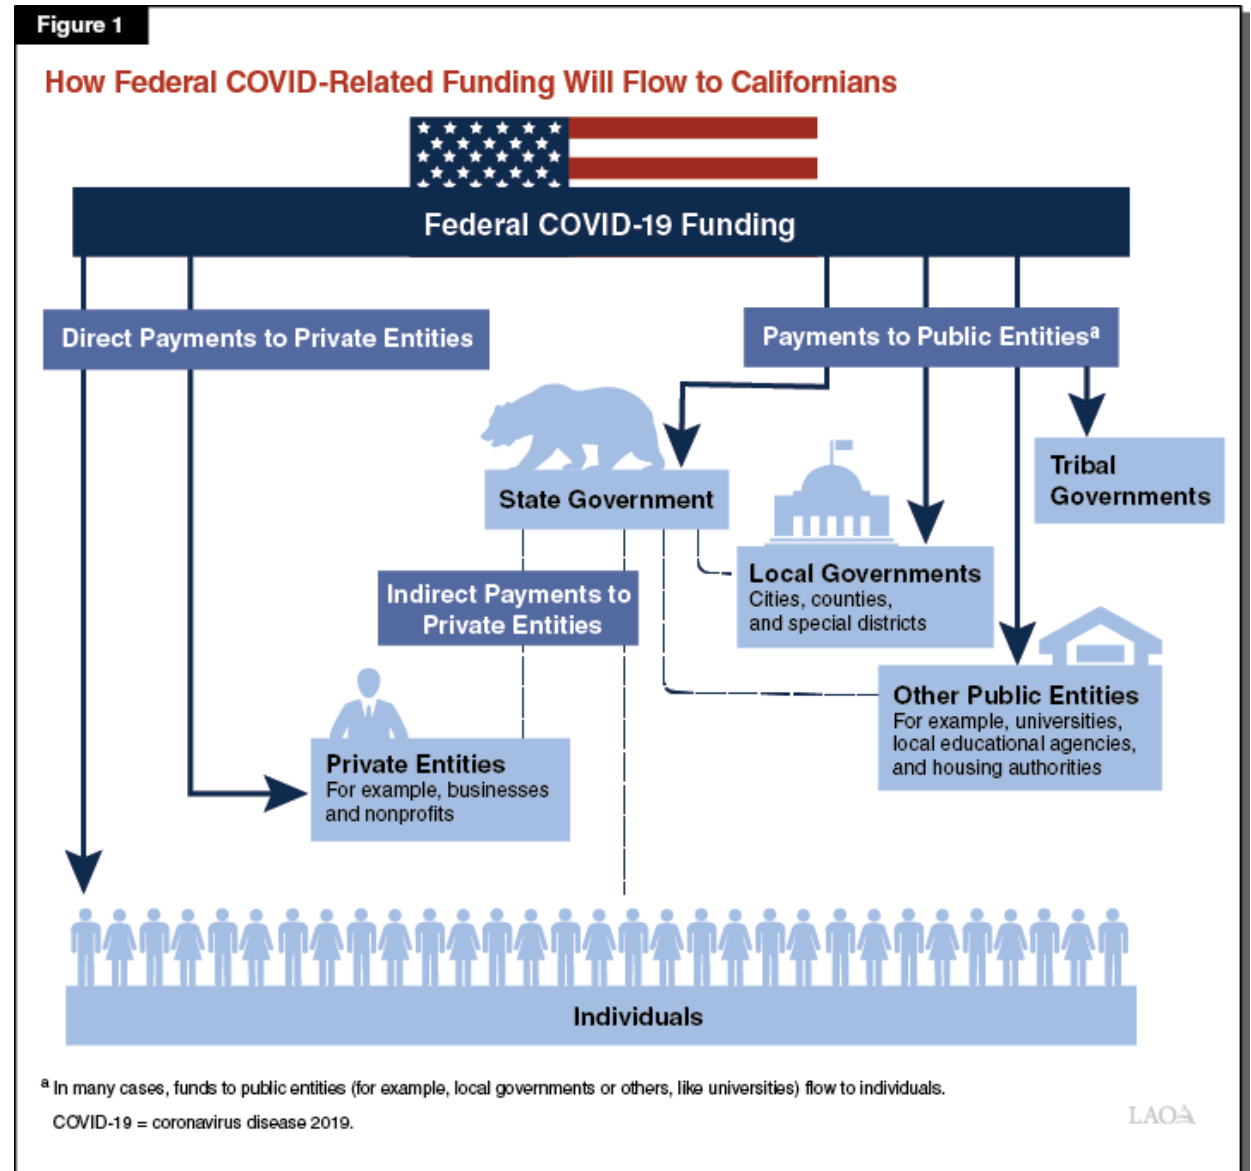 Figure 1
How Federal COVID-Related Funding Will Flow to Californians
Federal COVID-19 Funding
Direct Payments to Private Entities
Payments to Public Entitiesᵃ
Tribal
Governments
State Government
Local Governments
Cities, counties,
and special districts
Indirect Payments to
Private Entities
Other Public Entities
For example, universities,
local educational agencies,
and housing authorities
Private Entities
For example, businesses
and nonprofits
Individuals
ᵃ In many cases, funds to public entities (for example, local governments or others, like universities) flow to individuals.
COVID-19 = coronavirus disease 2019.
LAO